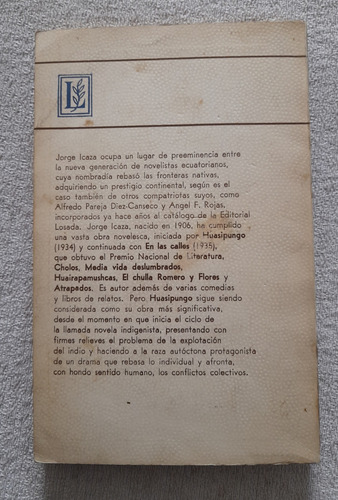 L
Jorge Icaza ocupa un lugar de preeminencia entre
la nueva generación de novelistas ecuatorianos,
cuya nombradía rebasó las fronteras nativas,
adquiriendo un prestigio continental, según es el
caso también de otros compatriotas suyos, como
Alfredo Pareja Diez-Canseco y Angel F. Rojas,
incorporados ya hace años al catálogo de la Editorial
Losada. Jorge Icaza, nacido en 1906, ha cumplido
una vasta obra novelesca, iniciada por Huasipungo
(1934) y continuada con En las calles (1935),
que obtuvo el Premio Nacional de Literatura,
Cholos, Media vida deslumbrados,
Huairapamushcas, El chulla Romero y Flores y
Atrapados. Es autor además de varias comedias
y libros de relatos. Pero Huasipungo sigue siendo
considerada como su obra más significativa,
desde el momento en que inicia el ciclo de
la llamada novela indigenista, presentando con
firmes relieves el problema de la explotación
del indio y haciendo a la raza autóctona protagonista
de un drama que rebasa lo individual y afronta,
con hondo sentido humano, los conflictos colectivos.